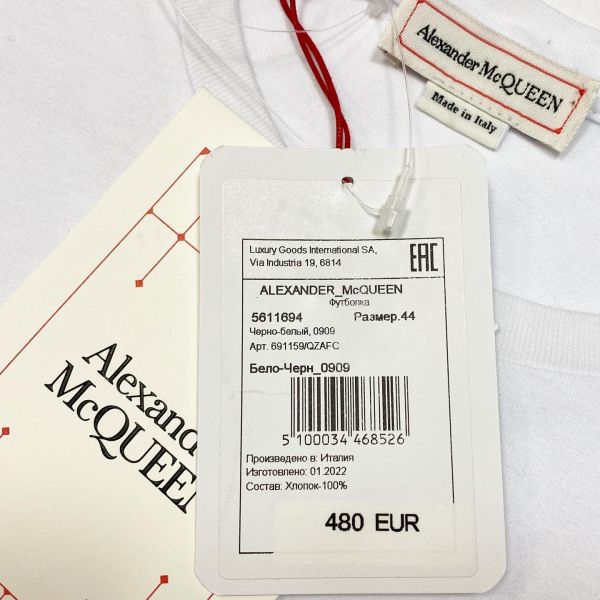 Alexander McQUEEN
Made in Italy
Luxury Goods International SA,
Via Industria 19, 6814
EAC
ALEXANDER_McQUEEN
Футболка
5611694 Размер.44
Черно-белый, 0909
Арт. 691159/QZAFC
Бело-Черн_0909
5 100034 468526
Произведено в: Италия
Изготовлено: 01.2022
Состав: Хлопок-100%
480 EUR
Alexand
McQUEEN